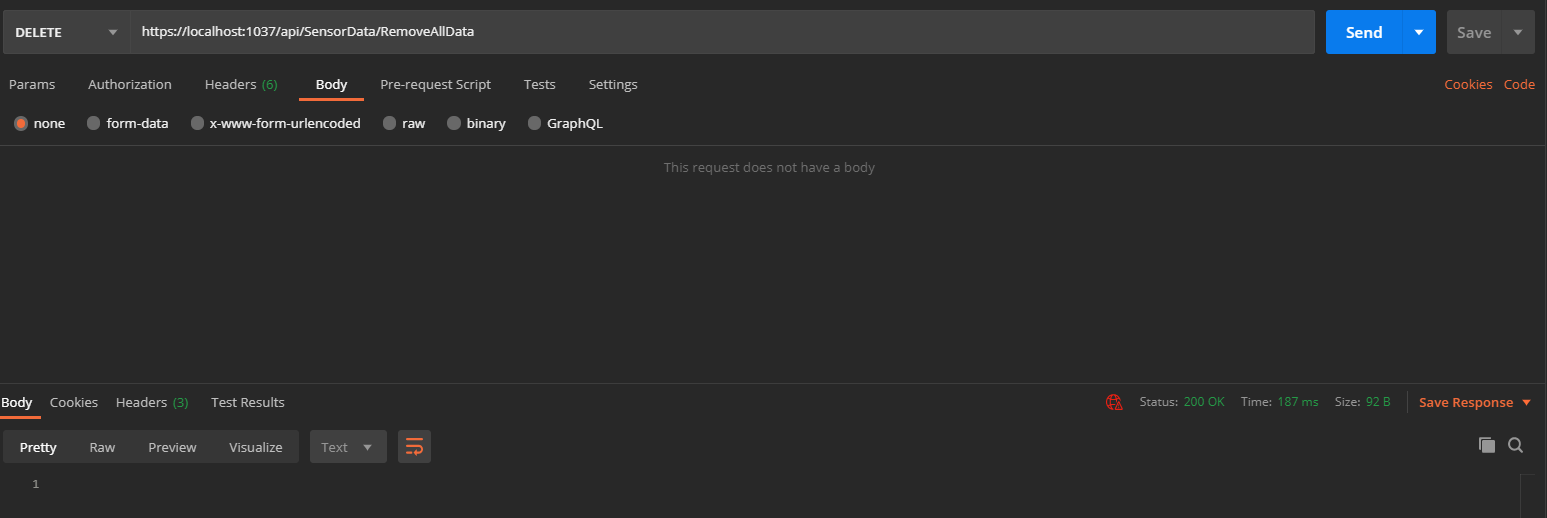 DELETE https://localhost:1037/api/SensorData/RemoveAllData Send Save
Params Authorization Headers (6) Body Pre-request Script Tests Settings Cookies Code
none form-data x-www-form-urlencoded raw binary GraphQL
This request does not have a body
Body Cookies Headers (3) Test Results Status: 200 OK Time: 187 ms Size: 92 B Save Response
Pretty Raw Preview Visualize Text
1